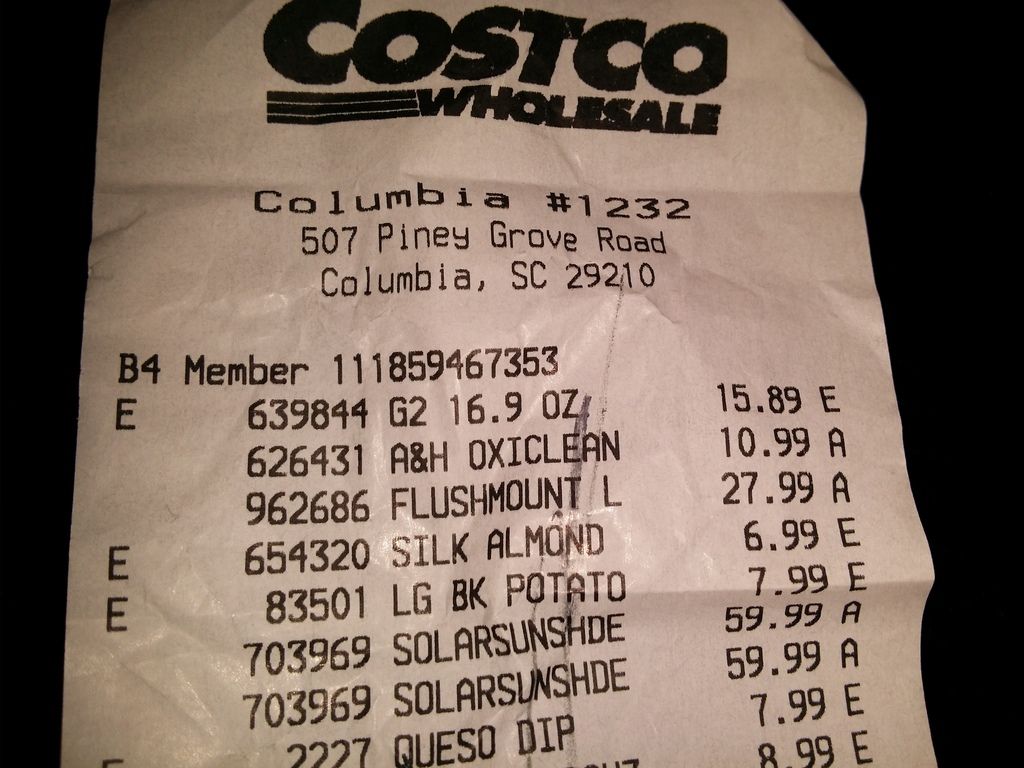 COSTCO
WHOLESALE
Columbia #1232
507 Piney Grove Road
Columbia, SC 29210
B4 Member 111859467353
E 639844 G2 16.9 OZ 15.89 E
626431 A&H OXICLEAN 10.99 A
962686 FLUSHMOUNT L 27.99 A
E 654320 SILK ALMOND 6.99 E
E 83501 LG BK POTATO 7.99 E
703969 SOLARSUNSHDE 59.99 A
703969 SOLARSUNSHDE 59.99 A
2227 QUESO DIP 7.99 E
8.99 E